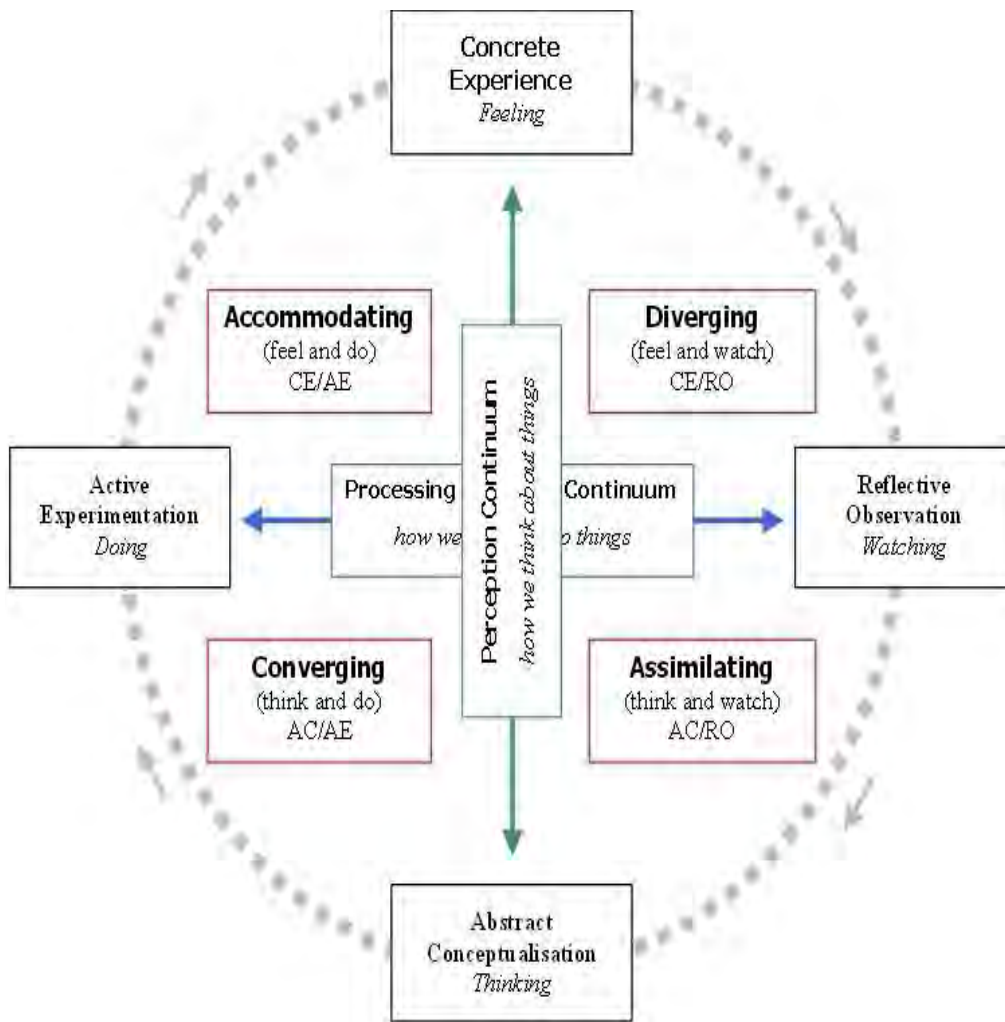 Concrete
Experience
Feeling
Accommodating
(feel and do)
CE/AE
Diverging
(feel and watch)
CE/RO
Perception Continuum
how we think about things
Active
Experimentation
Doing
Processing Continuum
how we things
Reflective
Observation
Watching
Converging
(think and do)
AC/AE
Assimilating
(think and watch)
AC/RO
Abstract
Conceptualisation
Thinking